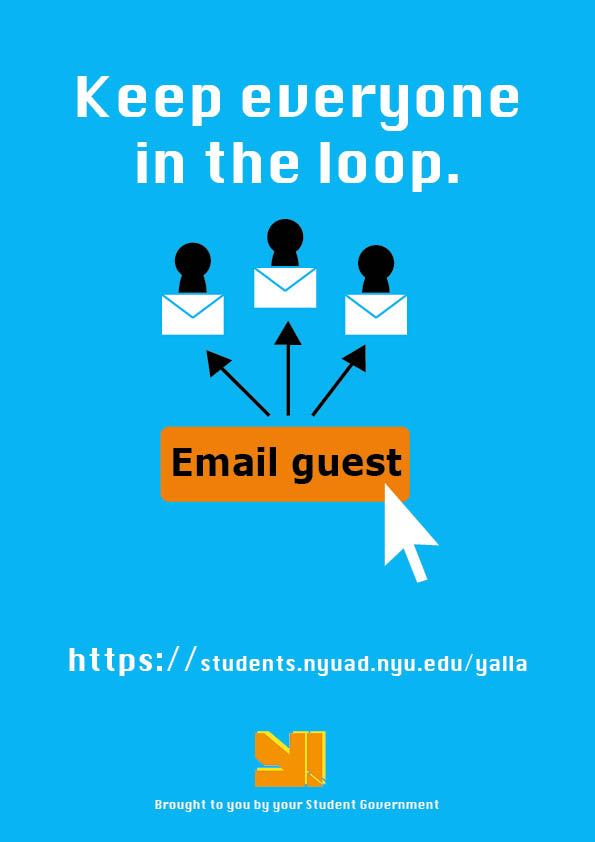 Keep everyone
in the loop.
Email guest
https://students.nyuad.nyu.edu/yalla
Brought to you by your Student Government